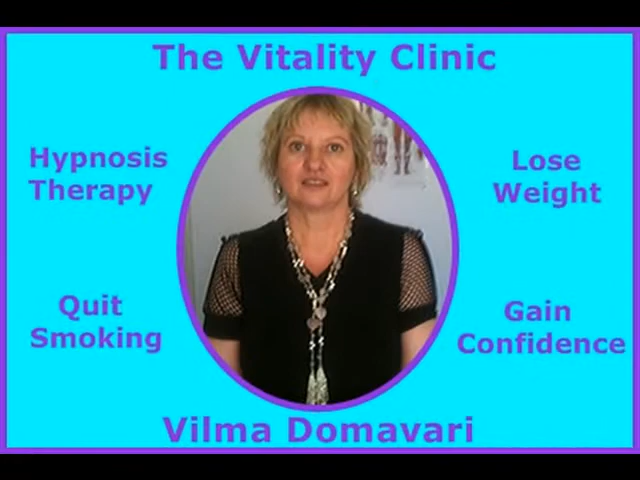 The Vitality Clinic
Hypnosis
Therapy
Lose
Weight
Quit
Smoking
Gain
Confidence
Vilma Domavari